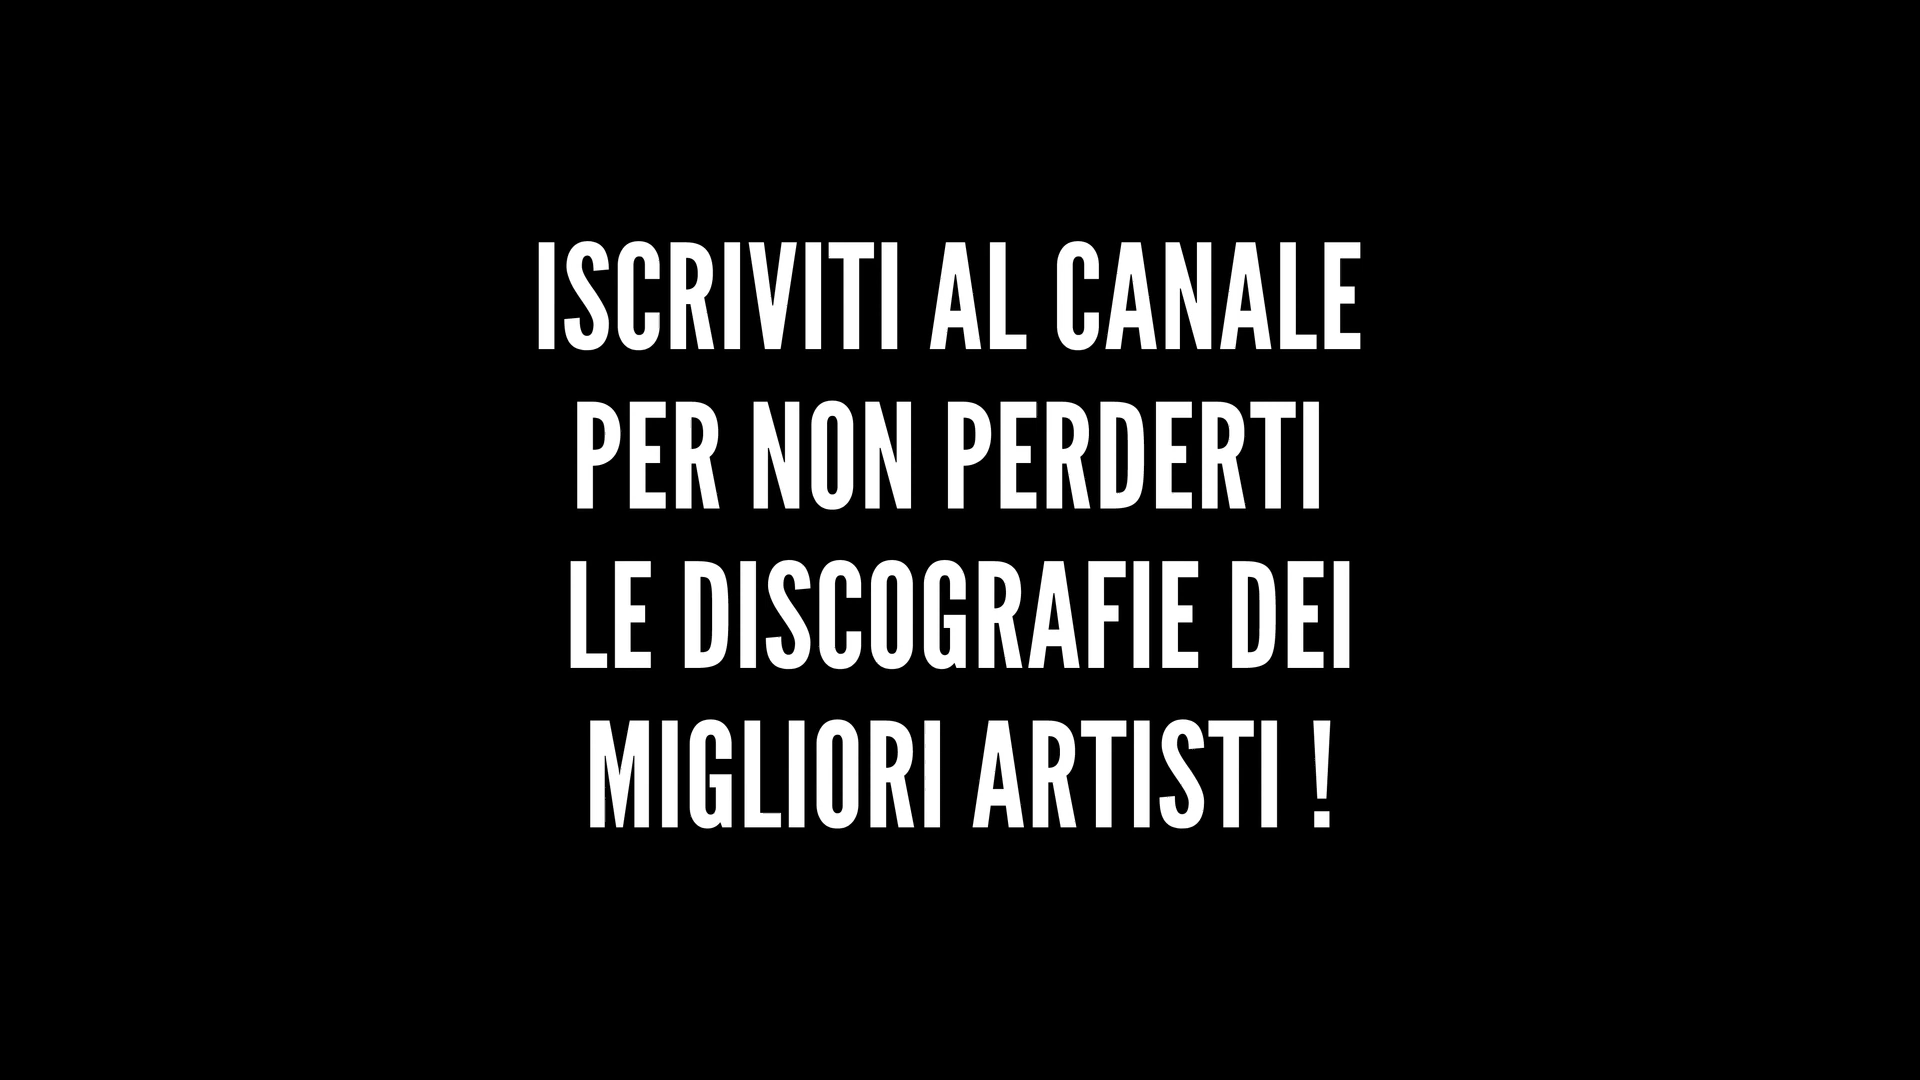 ISCRIVITI AL CANALE
PER NON PERDERTI
LE DISCOGRAFIE DEI
MIGLIORI ARTISTI !